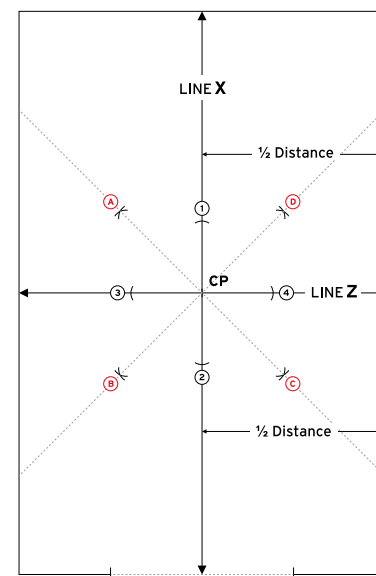 LINE X
½ Distance
A
D
1
CP
3
4
LINE Z
B
C
2
½ Distance